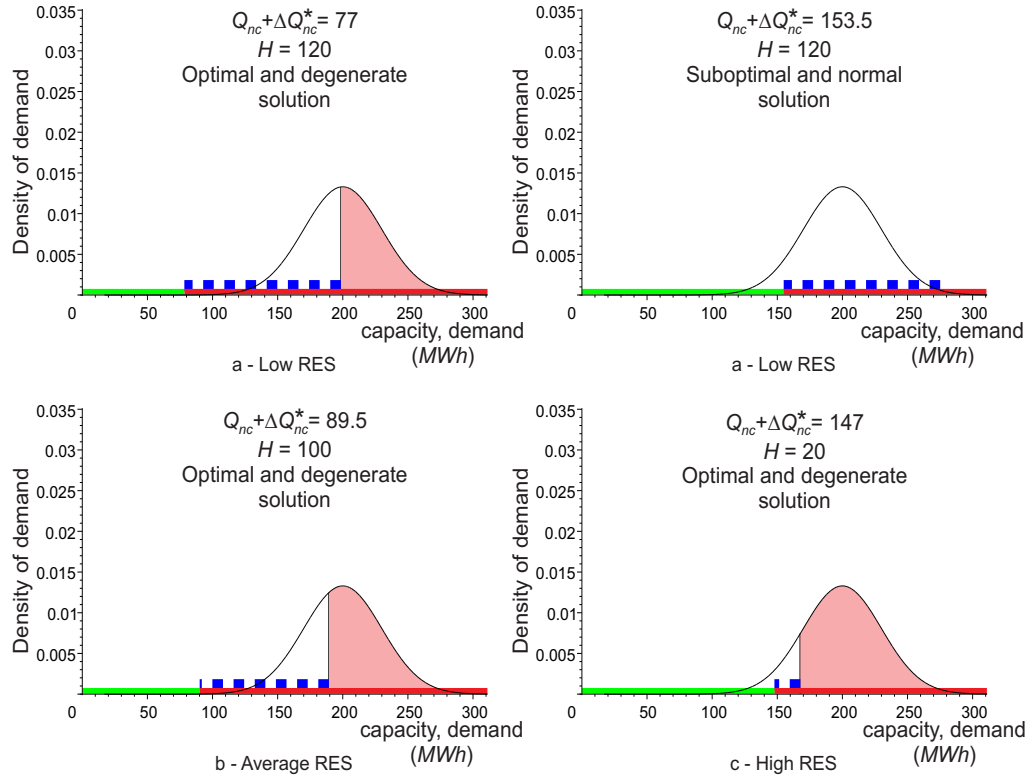 Q_nc+ΔQ*_nc= 77
H = 120
Optimal and degenerate
solution
Density of demand
0.035
0.03
0.025
0.02
0.015
0.01
0.005
0
50
100
150
200
250
300
capacity, demand
(MWh)
a - Low RES
Q_nc+ΔQ*_nc= 153.5
H = 120
Suboptimal and normal
solution
Density of demand
0.035
0.03
0.025
0.02
0.015
0.01
0.005
0
50
100
150
200
250
300
capacity, demand
(MWh)
a - Low RES
Q_nc+ΔQ*_nc= 89.5
H = 100
Optimal and degenerate
solution
Density of demand
0.035
0.03
0.025
0.02
0.015
0.01
0.005
0
50
100
150
200
250
300
capacity, demand
(MWh)
b - Average RES
Q_nc+ΔQ*_nc= 147
H = 20
Optimal and degenerate
solution
Density of demand
0.035
0.03
0.025
0.02
0.015
0.01
0.005
0
50
100
150
200
250
300
capacity, demand
(MWh)
c - High RES